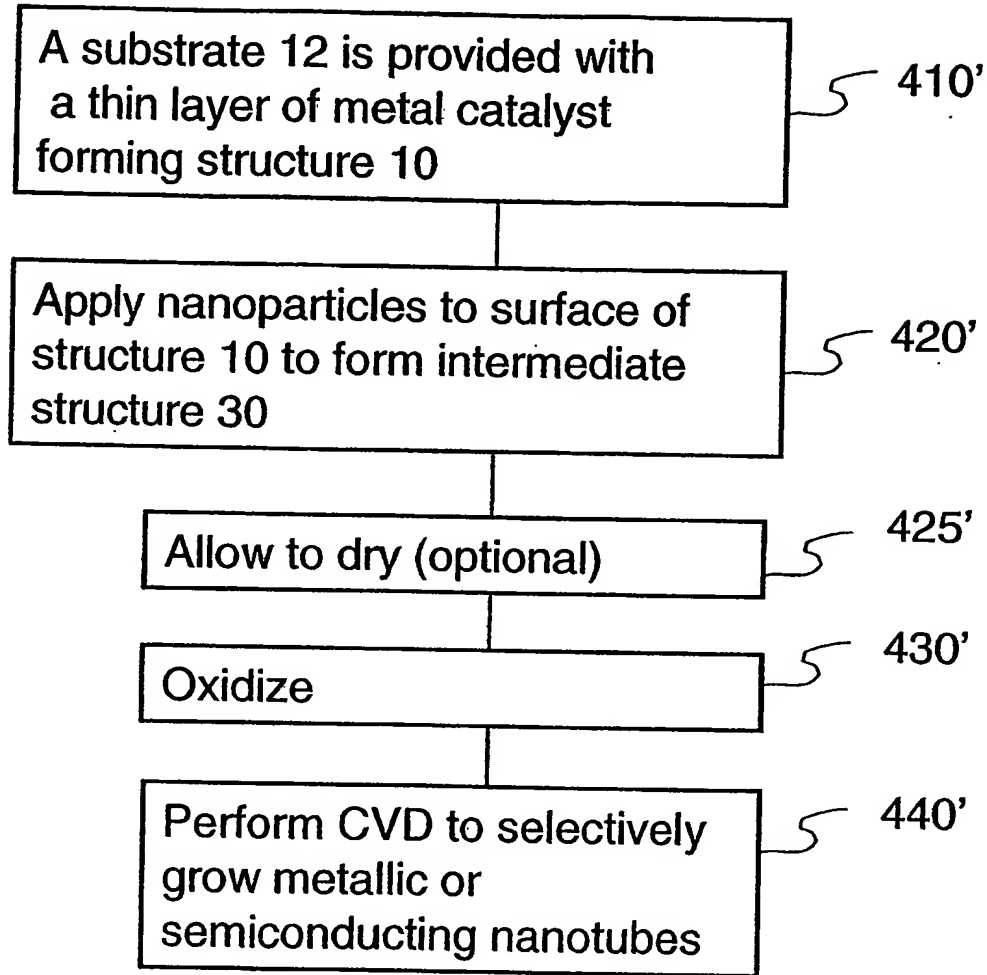 A substrate 12 is provided with
a thin layer of metal catalyst
forming structure 10
410'
Apply nanoparticles to surface of
structure 10 to form intermediate
structure 30
420'
Allow to dry (optional)
425'
Oxidize
430'
Perform CVD to selectively
grow metallic or
semiconducting nanotubes
440'